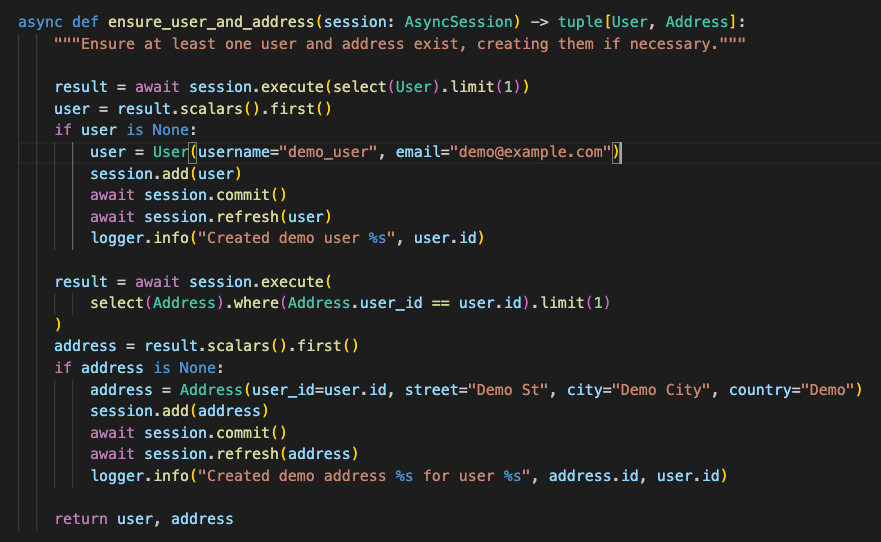 async def ensure_user_and_address(session: AsyncSession) -> tuple[User, Address]:
    """Ensure at least one user and address exist, creating them if necessary."""

    result = await session.execute(select(User).limit(1))
    user = result.scalars().first()
    if user is None:
        user = User(username="demo_user", email="demo@example.com")
        session.add(user)
        await session.commit()
        await session.refresh(user)
        logger.info("Created demo user %s", user.id)

    result = await session.execute(
        select(Address).where(Address.user_id == user.id).limit(1)
    )
    address = result.scalars().first()
    if address is None:
        address = Address(user_id=user.id, street="Demo St", city="Demo City", country="Demo")
        session.add(address)
        await session.commit()
        await session.refresh(address)
        logger.info("Created demo address %s for user %s", address.id, user.id)

    return user, address